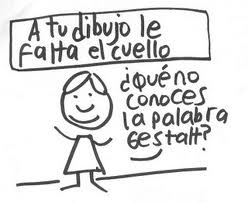 A tu dibujo le
falta el cuello
¿Qué no
conoces
la palabra
Gestalt?